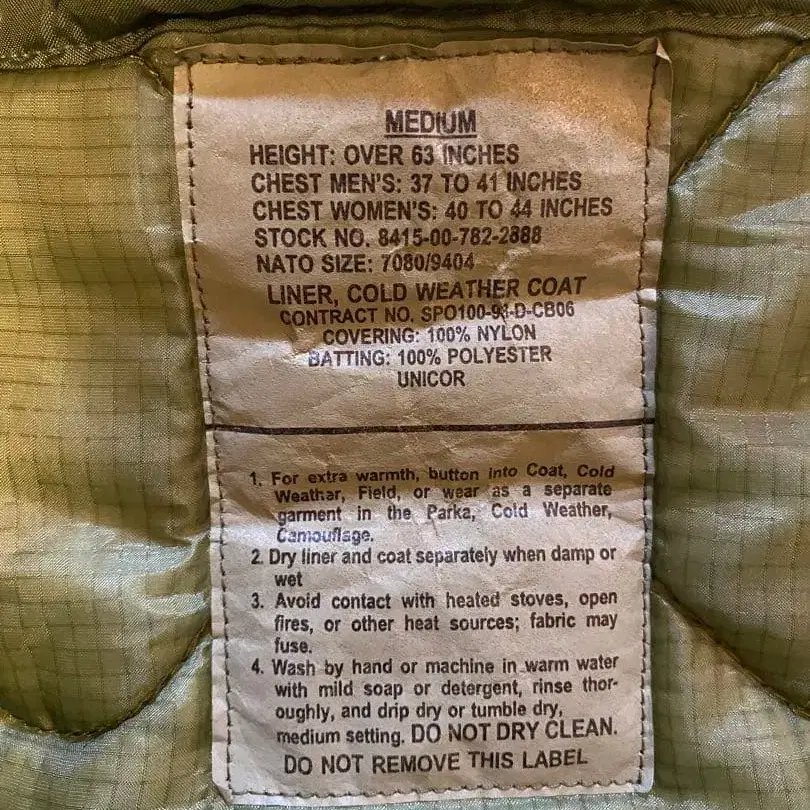 MEDIUM
HEIGHT: OVER 63 INCHES
CHEST MEN'S: 37 TO 41 INCHES
CHEST WOMEN'S: 40 TO 44 INCHES
STOCK NO. 8415-00-782-2888
NATO SIZE: 7080/9404
LINER, COLD WEATHER COAT
CONTRACT NO.
COVERING: 100% NYLON
BATTING: 100% POLYESTER
UNICOR
1. For extra warmth, button into Coat, Cold
Weather, Field, or wear as a separate
garment in the Parka, Cold Weather,
Camouflage.
2. Dry liner and coat separately when damp or
wet
3. Avoid contact with heated stoves, open
fires, or other heat sources; fabric may
fuse.
4. Wash by hand or machine in warm water
with mild soap or detergent, rinse thor-
oughly, and drip dry or tumble dry,
medium setting. DO NOT DRY CLEAN.
DO NOT REMOVE THIS LABEL